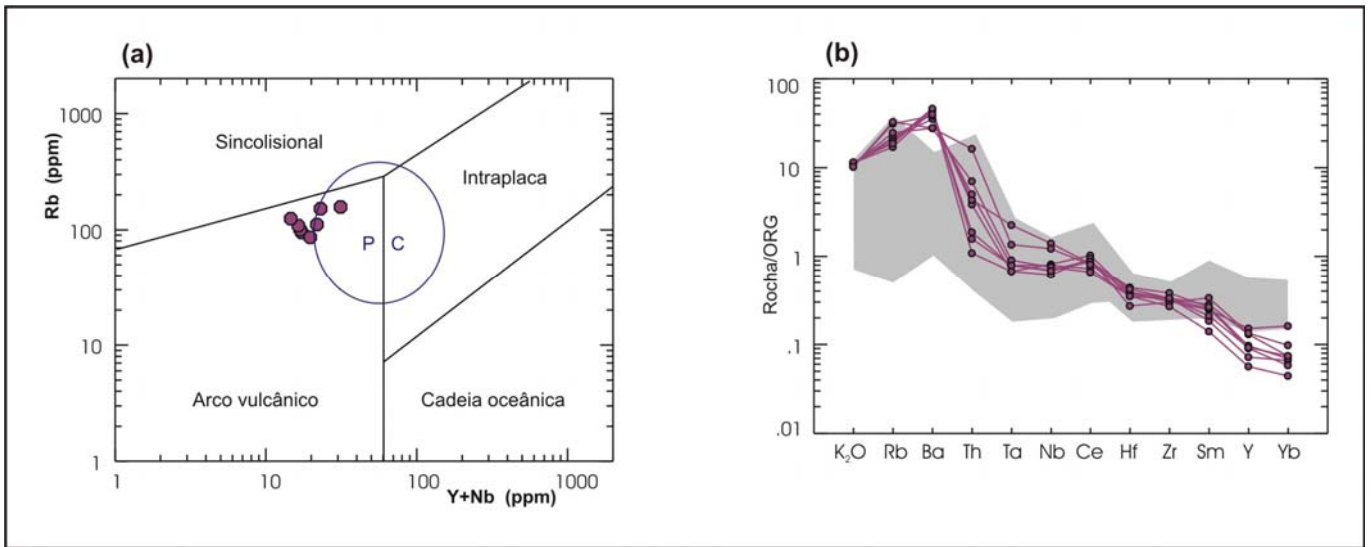 (a)
1000
100
10
1
Rb (ppm)
Sincolisional
Intraplaca
P C
Arco vulcânico
Cadeia oceânica
1 10 100 1000
Y+Nb (ppm)
(b)
100
10
1
.1
.01
Rocha/ORG
K₂O Rb Ba Th Ta Nb Ce Hf Zr Sm Y Yb